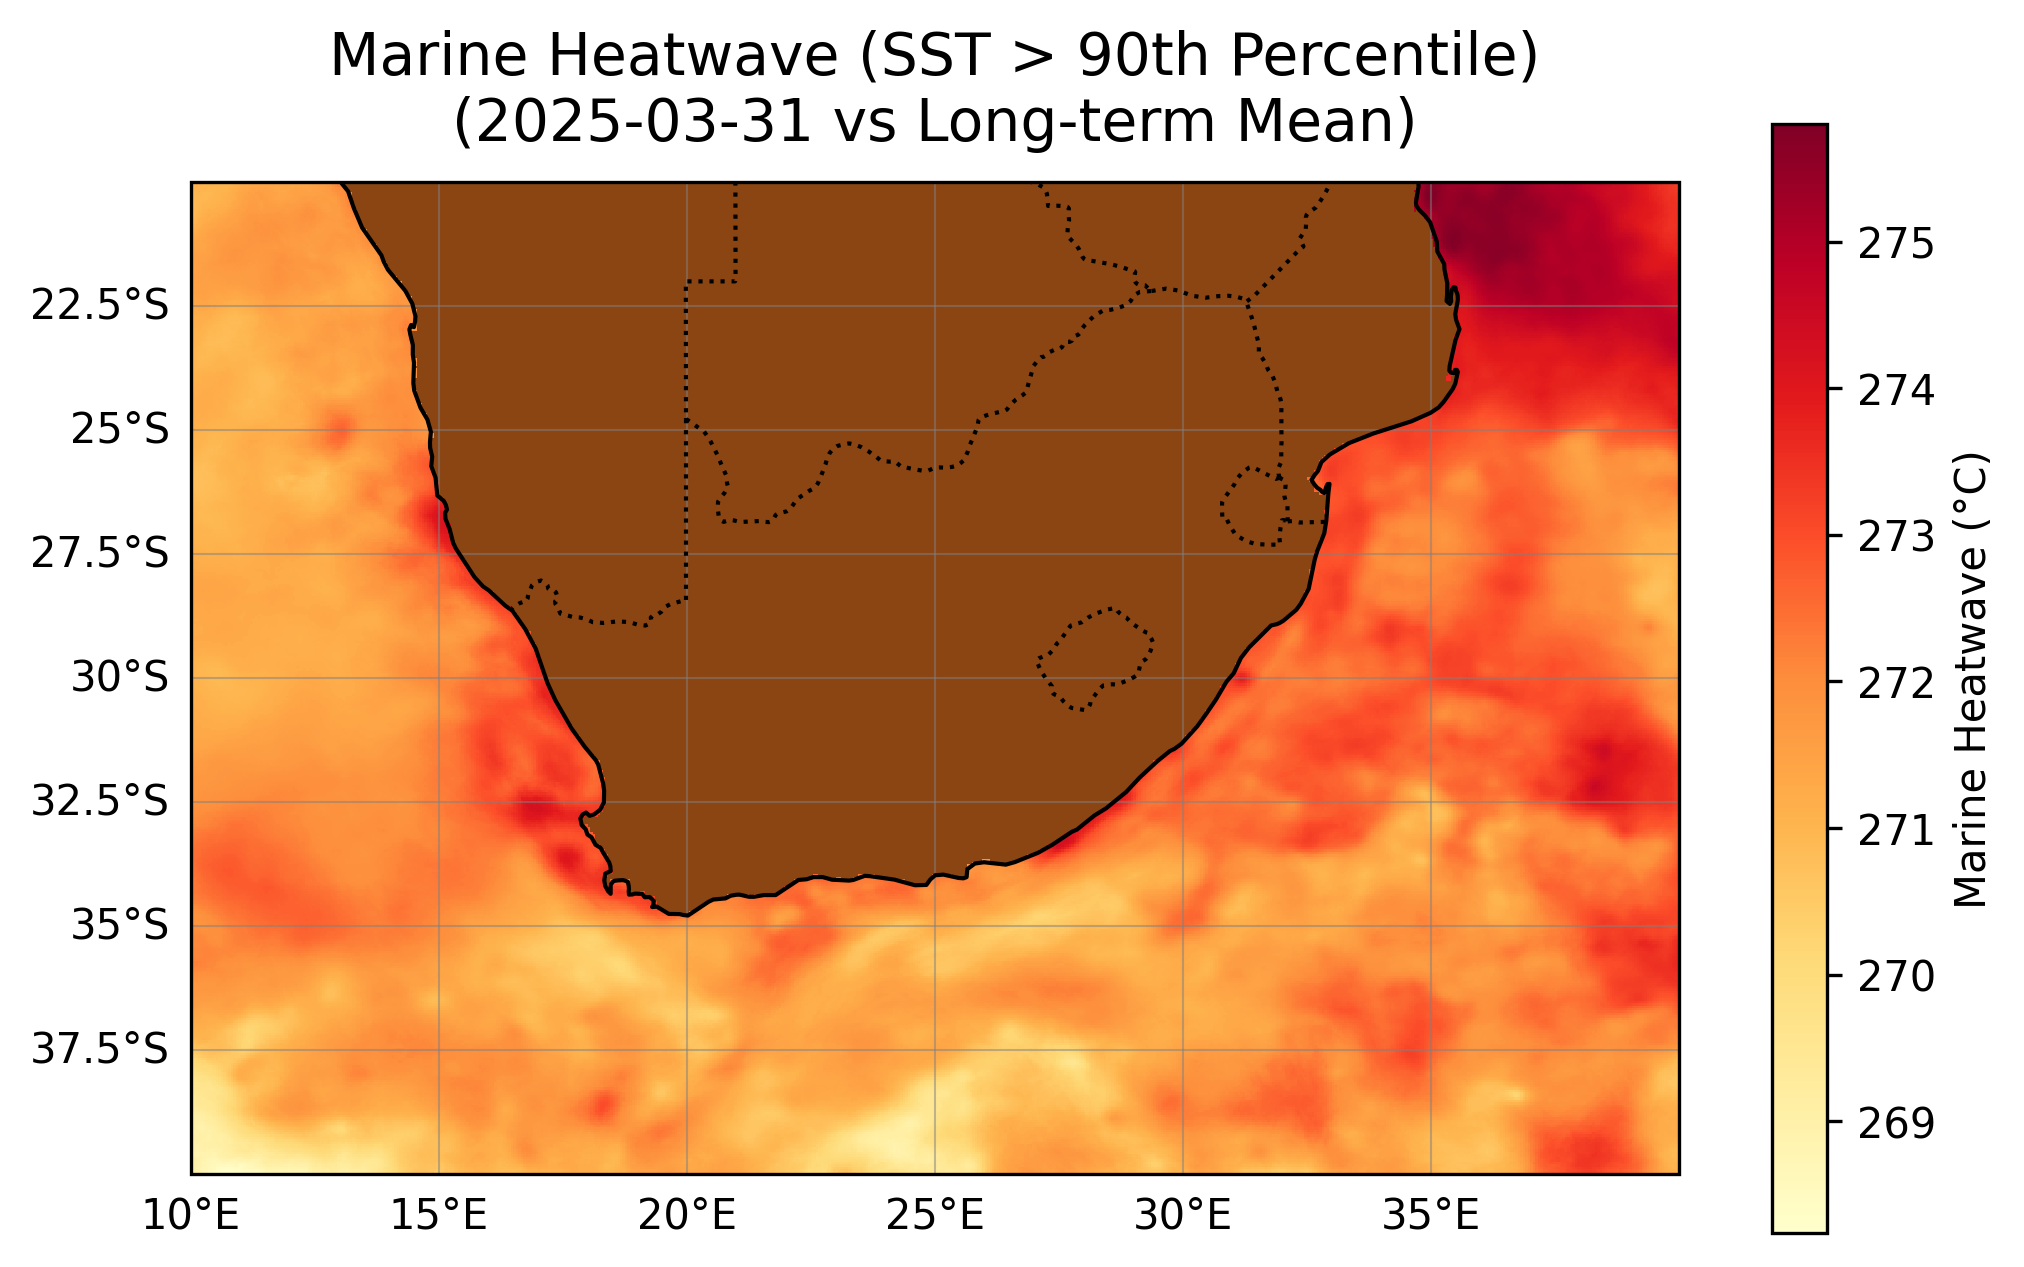 Marine Heatwave (SST > 90th Percentile)
(2025-03-31 vs Long-term Mean)
22.5°S
25°S
27.5°S
30°S
32.5°S
35°S
37.5°S
10°E
15°E
20°E
25°E
30°E
35°E
275
274
273
272
271
270
269
Marine Heatwave (°C)